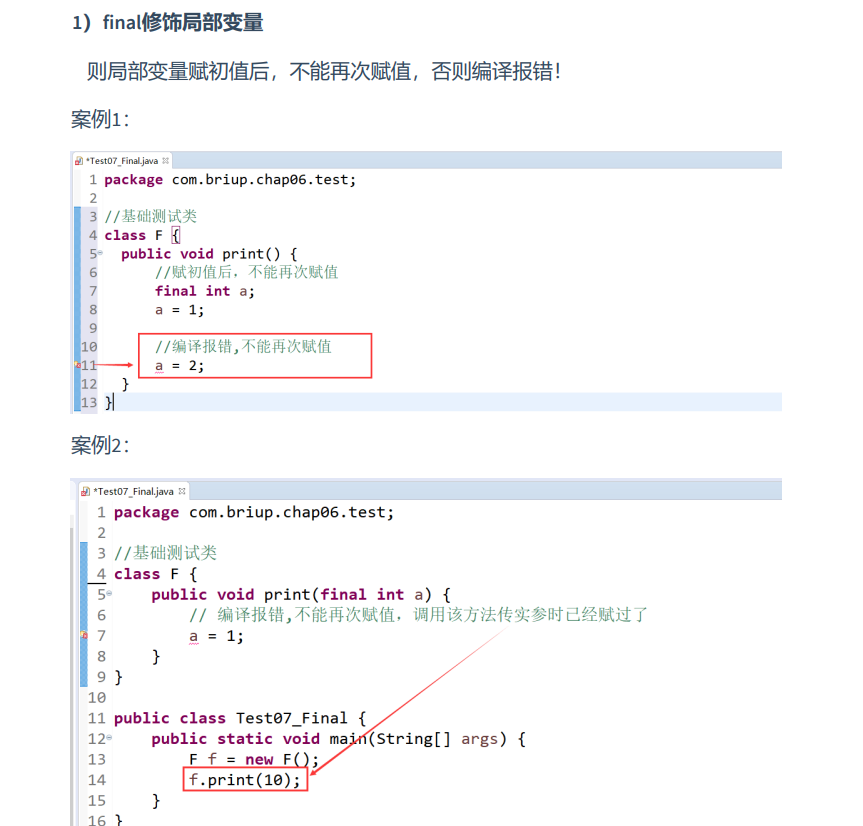 1）final修饰局部变量
则局部变量赋初值后，不能再次赋值，否则编译报错！
案例1：
*Test07_Final.java
1 package com.briup.chap06.test;
2
3 //基础测试类
4 class F {
5 public void print() {
6 //赋初值后，不能再次赋值
7 final int a;
8 a = 1;
9
10 //编译报错,不能再次赋值
11 a = 2;
12 }
13 }
案例2：
*Test07_Final.java
1 package com.briup.chap06.test;
2
3 //基础测试类
4 class F {
5 public void print(final int a) {
6 // 编译报错,不能再次赋值，调用该方法传实参时已经赋过了
7 a = 1;
8 }
9 }
10
11 public class Test07_Final {
12 public static void main(String[] args) {
13 F f = new F();
14 f.print(10);
15 }
16 }